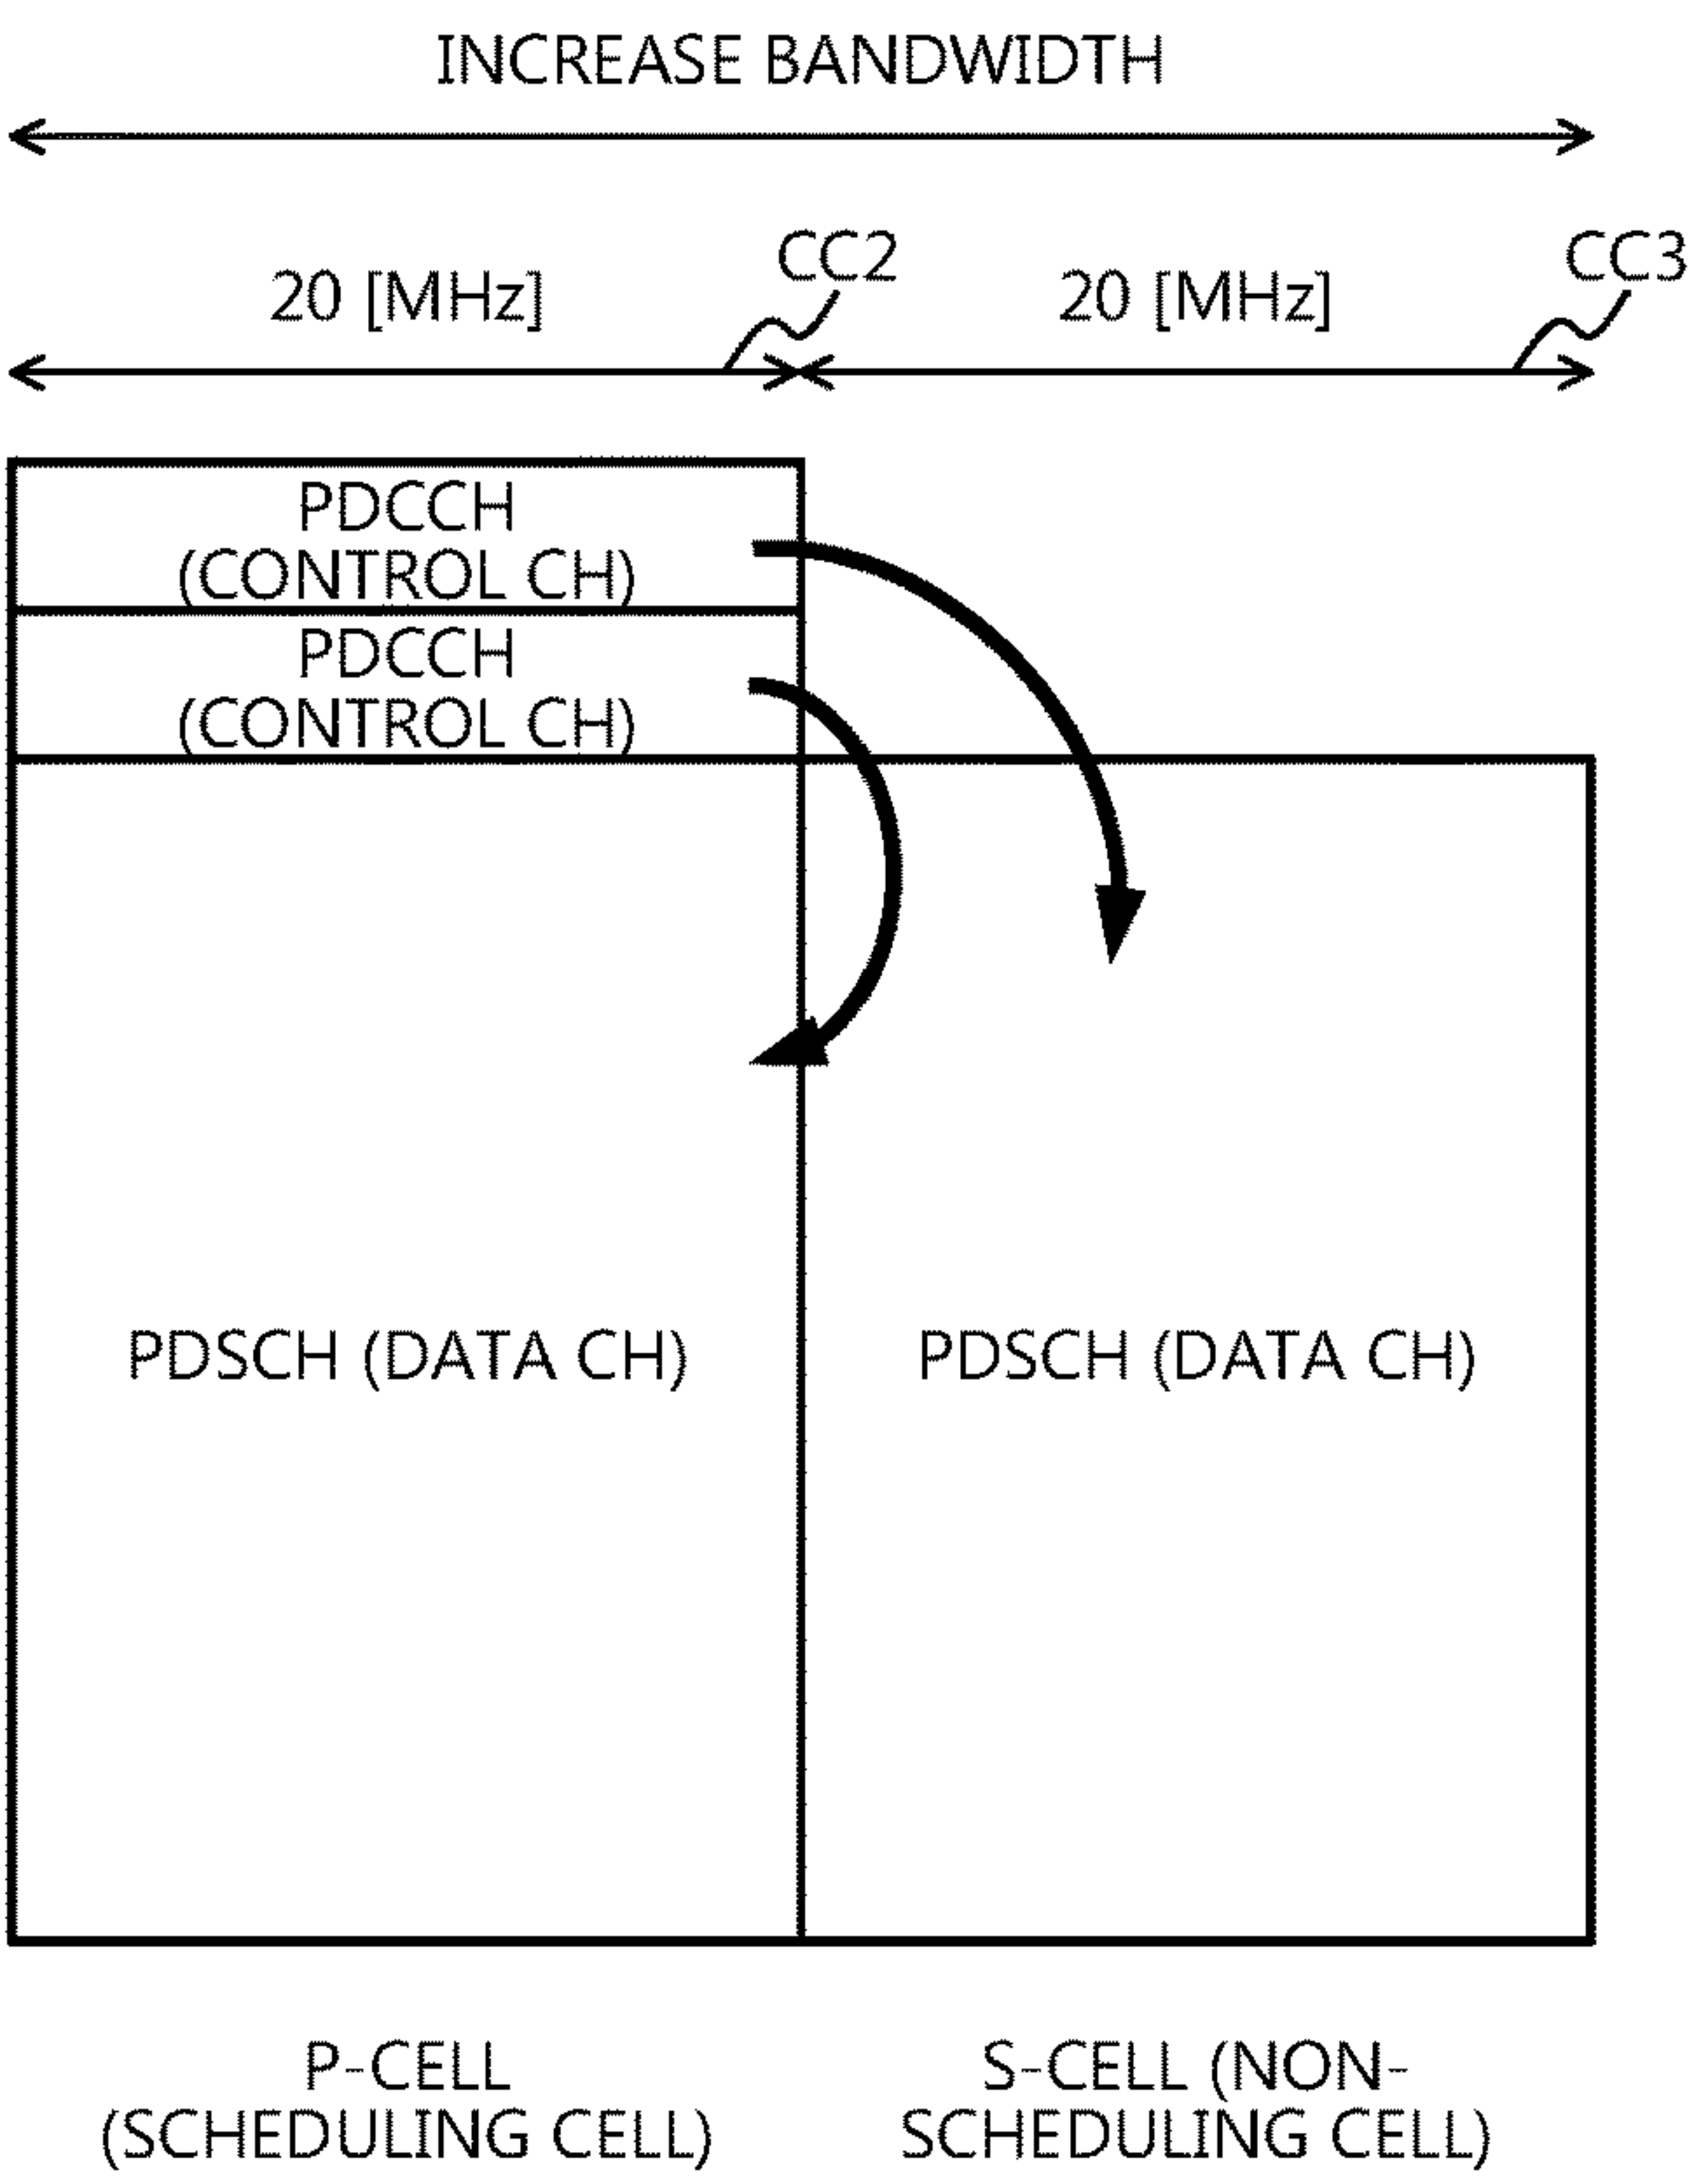 INCREASE BANDWIDTH
CC2
CC3
20 [MHz]
20 [MHz]
PDCCH
(CONTROL CH)
PDCCH
(CONTROL CH)
PDSCH (DATA CH)
PDSCH (DATA CH)
P-CELL
(SCHEDULING CELL)
S-CELL (NON-
SCHEDULING CELL)